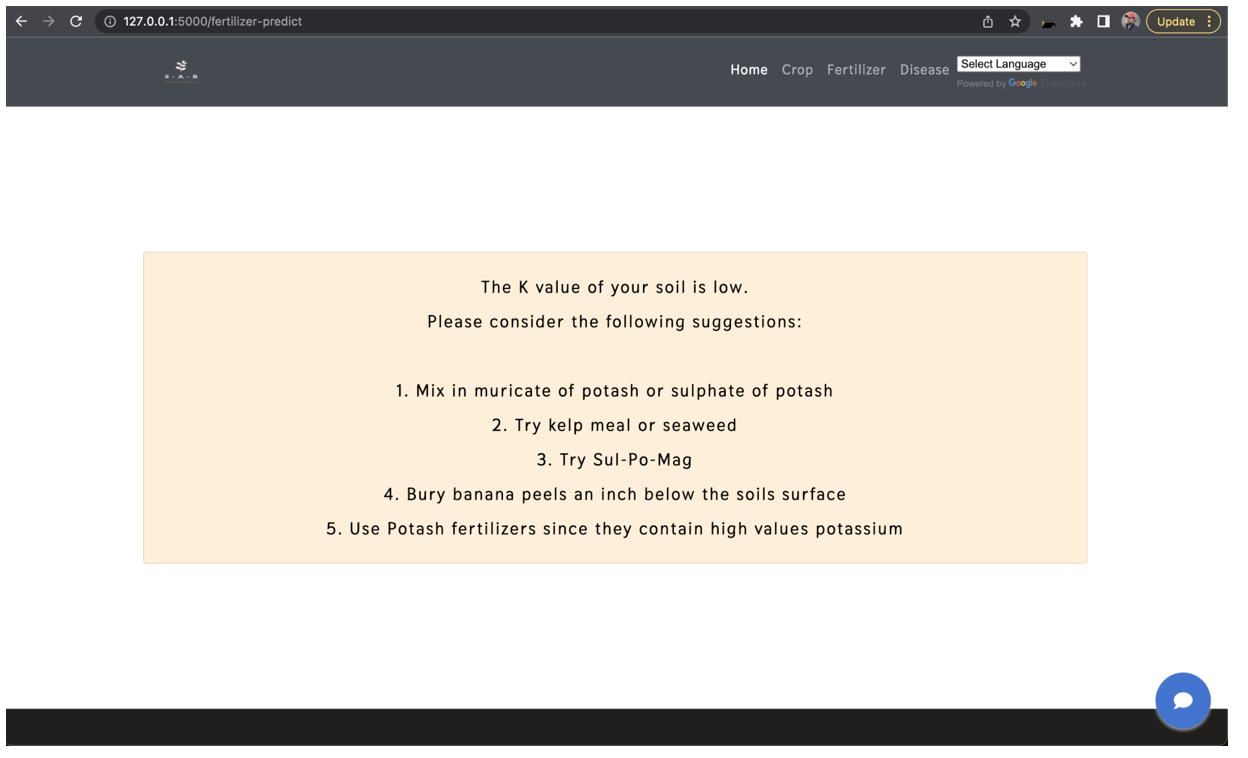 127.0.0.1:5000/fertilizer-predict
Update
S - A - R
Home Crop Fertilizer Disease
Select Language
Powered by Google Translate
The K value of your soil is low.
Please consider the following suggestions:
1. Mix in muricate of potash or sulphate of potash
2. Try kelp meal or seaweed
3. Try Sul-Po-Mag
4. Bury banana peels an inch below the soils surface
5. Use Potash fertilizers since they contain high values potassium